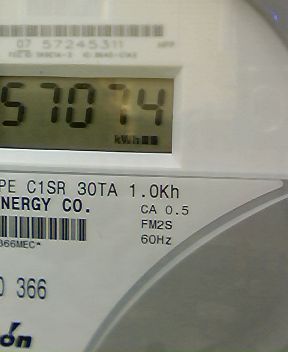 07 57245311
57074
kWh
PE C1SR 30TA 1.0Kh
NERGY CO.
CA 0.5
FM2S
60Hz
366MEC*
0 366
on